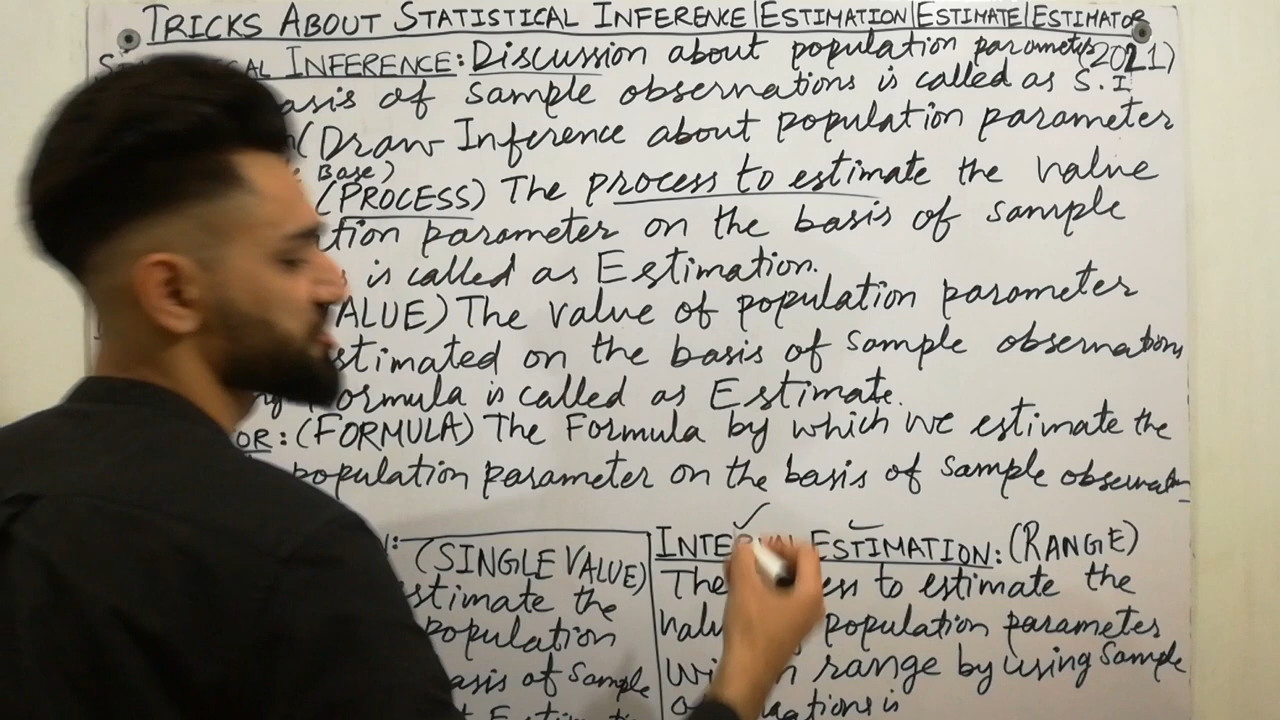 TRICKS ABOUT STATISTICAL INFERENCE|ESTIMATION|ESTIMATE|ESTIMATOR
INFERENCE: Discussion about population parameter (2021)
asis of sample observations is called as S.I
(Draw Inference about population parameter
Base)
(PROCESS) The process to estimate the value
tion parameter on the basis of sample
is called as Estimation.
ALUE) The value of population parameter
stimated on the basis of sample observations
Formula is called as Estimate.
OR: (FORMULA) The Formula by which we estimate the
population parameter on the basis of sample
(SINGLE VALUE)
stimate the
population
asis of Sample
INTE ESTIMATION: (RANGE)
The ess to estimate the
valu population parameter
wi n range by using Sample
ations is